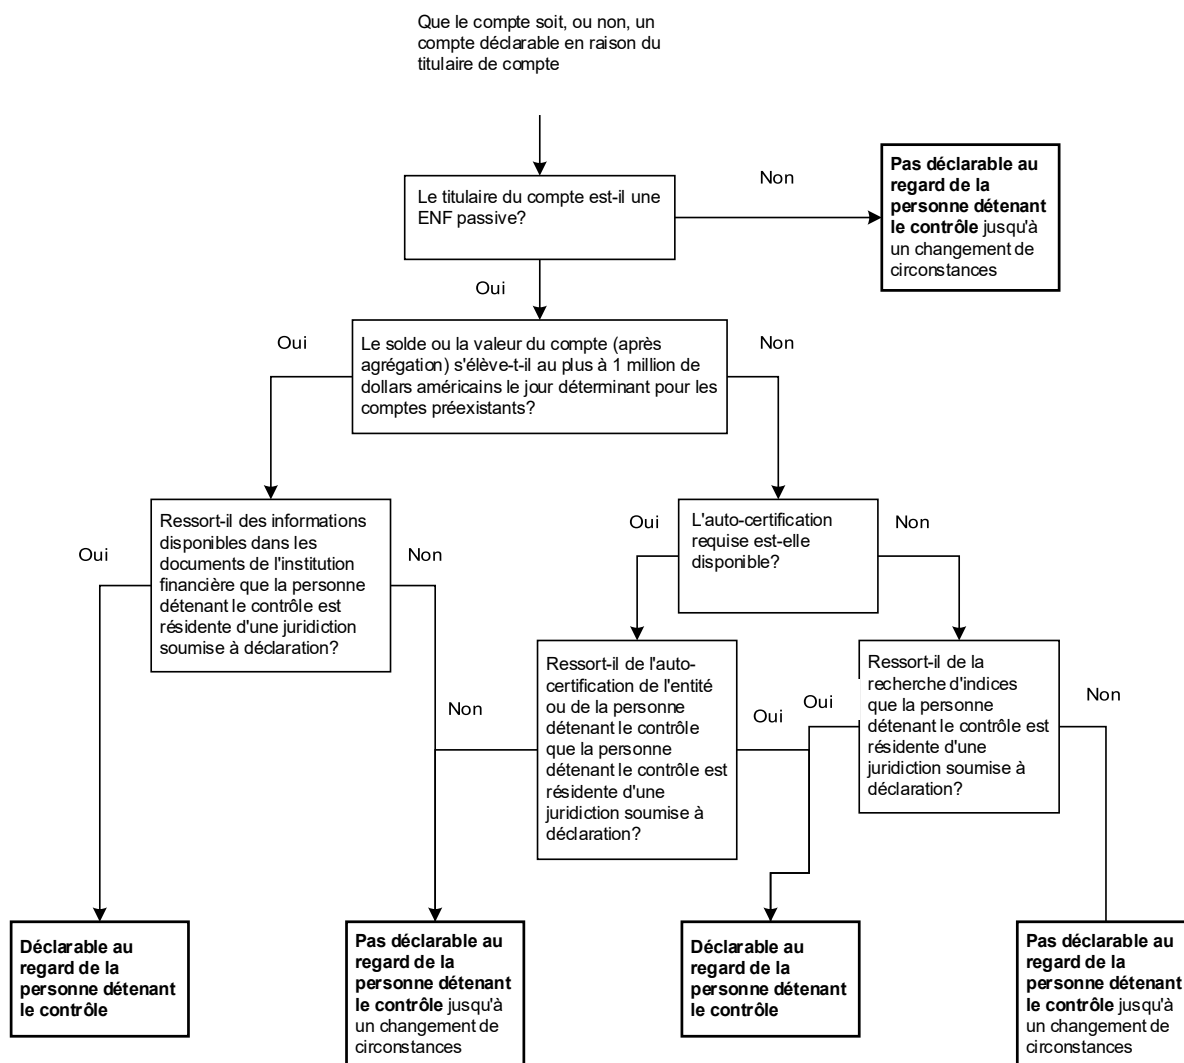 Que le compte soit, ou non, un
compte déclarable en raison du
titulaire de compte
Le titulaire du compte est-il une
ENF passive?
Non
Pas déclarable au
regard de la
personne détenant
le contrôle jusqu'à
un changement de
circonstances
Oui
Oui
Le solde ou la valeur du compte (après
agrégation) s'élève-t-il au plus à 1 million de
dollars américains le jour déterminant pour les
comptes préexistants?
Non
Oui
Ressort-il des informations
disponibles dans les
documents de l'institution
financière que la personne
détenant le contrôle est
résidente d'une juridiction
soumise à déclaration?
Non
Oui
L'auto-certification
requise est-elle
disponible?
Non
Non
Ressort-il de l'auto-
certification de l'entité
ou de la personne
détenant le contrôle
que la personne
détenant le contrôle est
résidente d'une
juridiction soumise à
déclaration?
Oui
Oui
Ressort-il de la
recherche d'indices
que la personne
détenant le contrôle est
résidente d'une
juridiction soumise à
déclaration?
Non
Déclarable au
regard de la
personne détenant
le contrôle
Pas déclarable au
regard de la
personne détenant
le contrôle jusqu'à
un changement de
circonstances
Déclarable au
regard de la
personne détenant
le contrôle
Pas déclarable au
regard de la
personne détenant
le contrôle jusqu'à
un changement de
circonstances